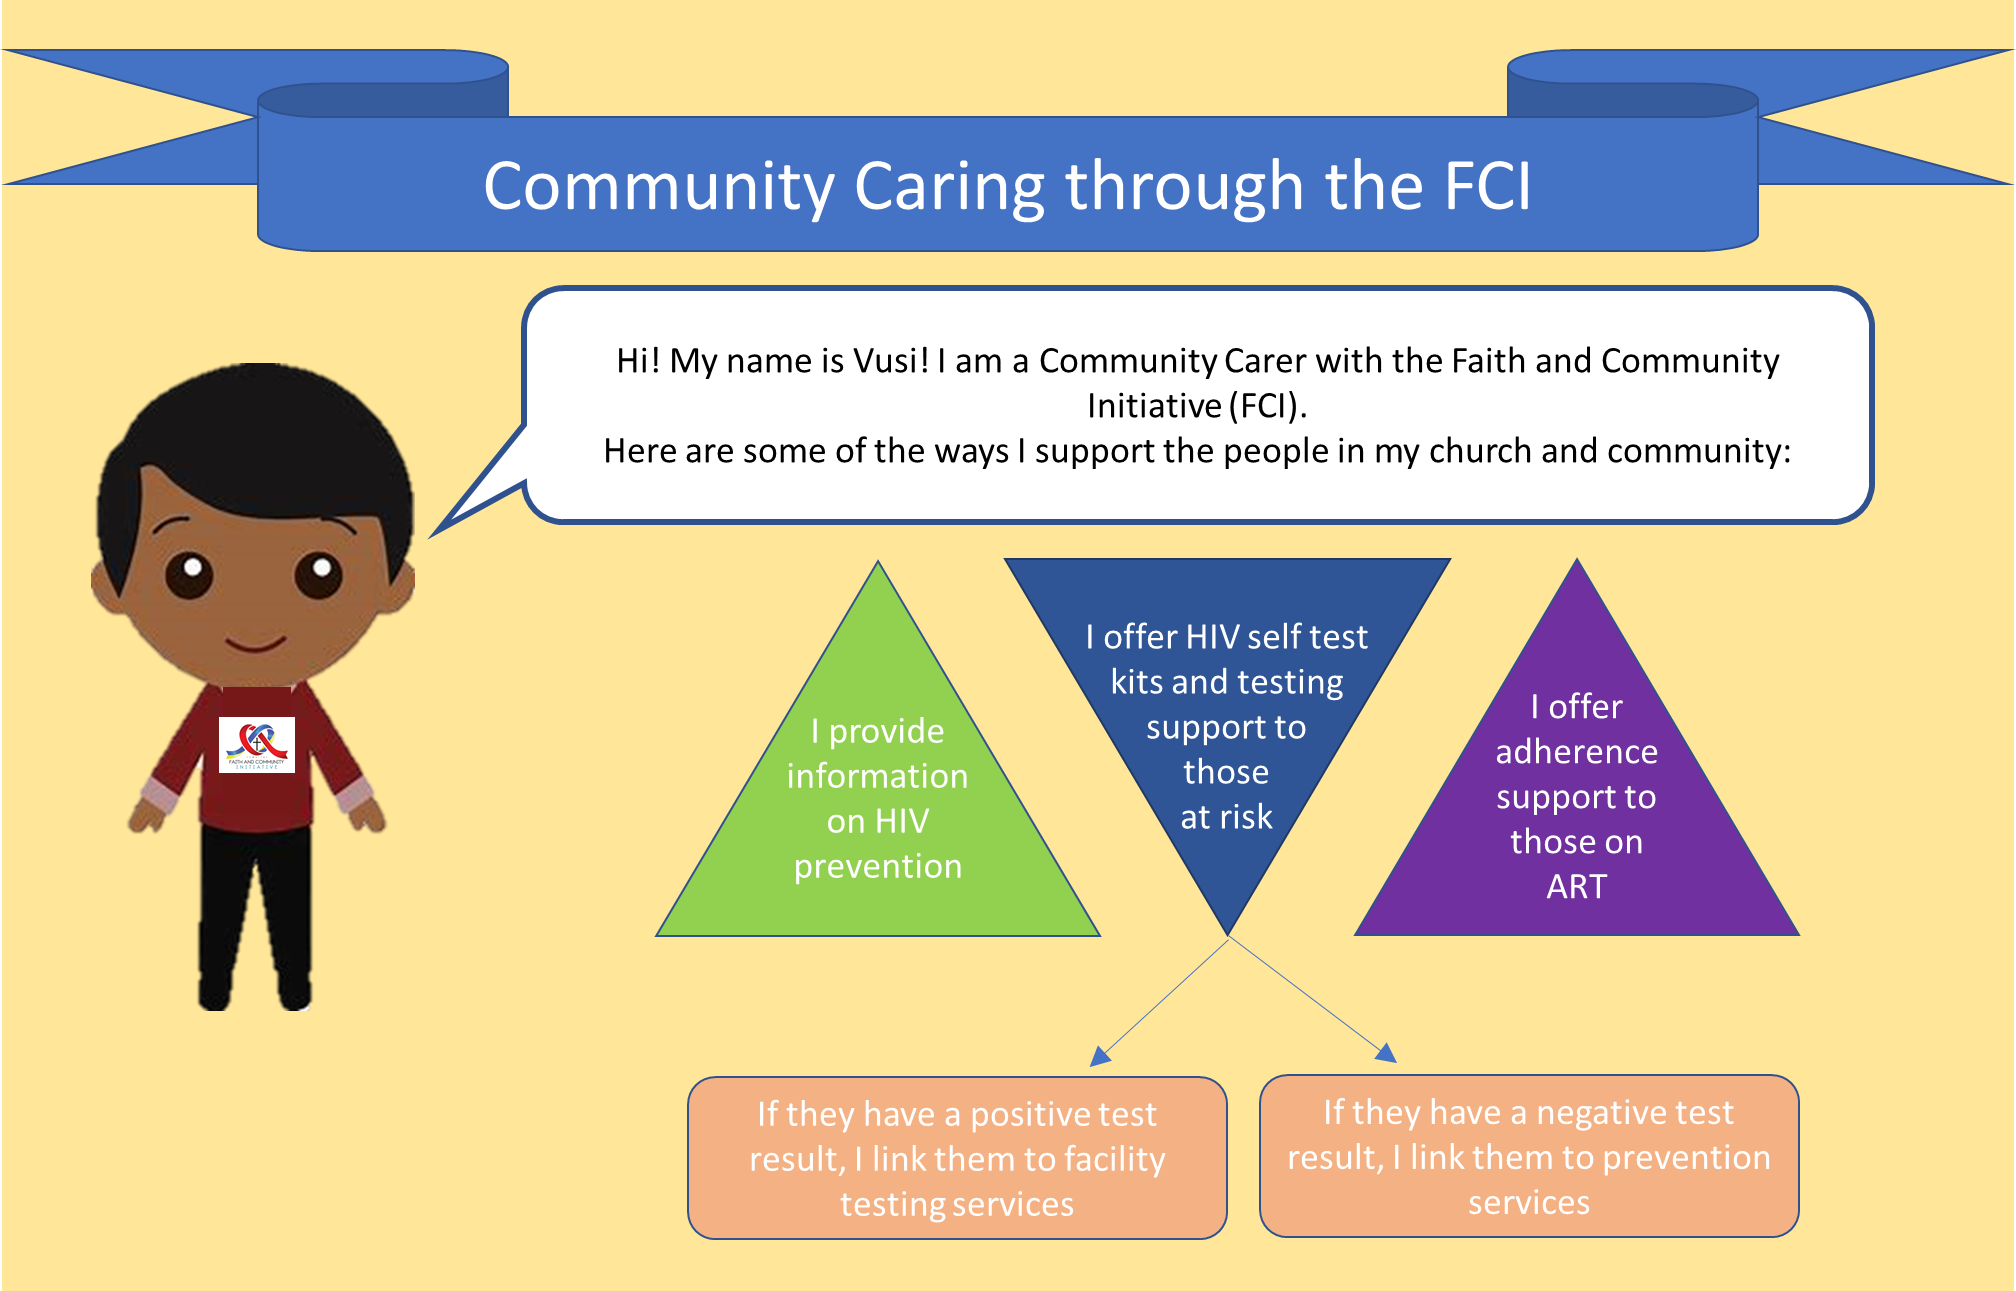 Community Caring through the FCI
Hi! My name is Vusi! I am a Community Carer with the Faith and Community
Initiative (FCI).
Here are some of the ways I support the people in my church and community:
I provide
information
on HIV
prevention
I offer HIV self test
kits and testing
support to
those
at risk
I offer
adherence
support to
those on
ART
FAITH AND COMMUNITY
INITIATIVE
If they have a positive test
result, I link them to facility
testing services
If they have a negative test
result, I link them to prevention
services